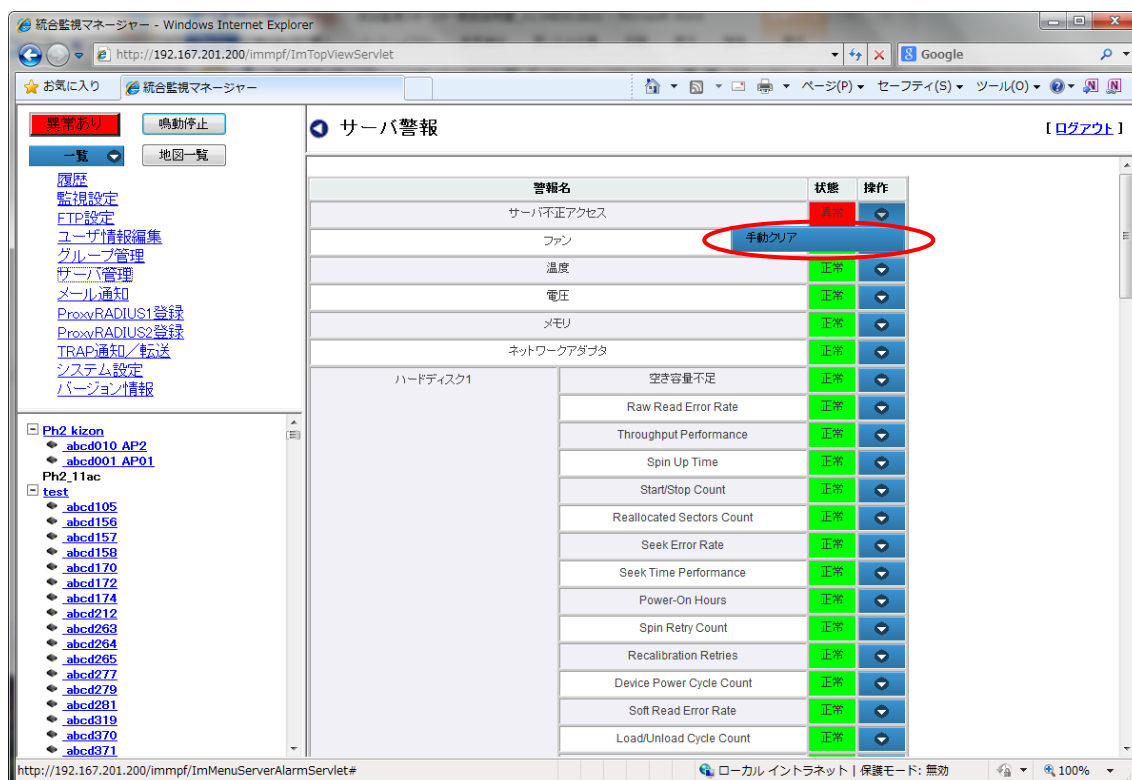 統合監視マネージャー - Windows Internet Explorer
http://192.167.201.200/immpf/ImTopViewServlet
Google
お気に入り
統合監視マネージャー
ページ(P)
セーフティ(S)
ツール(O)
異常あり
鳴動停止
一覧
地図一覧
履歴
監視設定
FTP設定
ユーザ情報編集
グループ管理
サーバ管理
メール通知
ProxyRADIUS1登録
ProxyRADIUS2登録
TRAP通知/転送
システム設定
バージョン情報
Ph2 kizon
abcd010 AP2
abcd001 AP01
Ph2_11ac
test
abcd105
abcd156
abcd157
abcd158
abcd170
abcd172
abcd174
abcd212
abcd263
abcd264
abcd265
abcd277
abcd279
abcd281
abcd319
abcd370
abcd371
サーバ警報
[ログアウト]
警報名 状態 操作
サーバ不正アクセス 異常
ファン 手動クリア
温度 正常
電圧 正常
メモリ 正常
ネットワークアダプタ 正常
ハードディスク1 空き容量不足 正常
Raw Read Error Rate 正常
Throughput Performance 正常
Spin Up Time 正常
Start/Stop Count 正常
Reallocated Sectors Count 正常
Seek Error Rate 正常
Seek Time Performance 正常
Power-On Hours 正常
Spin Retry Count 正常
Recalibration Retries 正常
Device Power Cycle Count 正常
Soft Read Error Rate 正常
Load/Unload Cycle Count 正常
http://192.167.201.200/immpf/ImMenuServerAlarmServlet#
ローカル イントラネット | 保護モード: 無効
100%